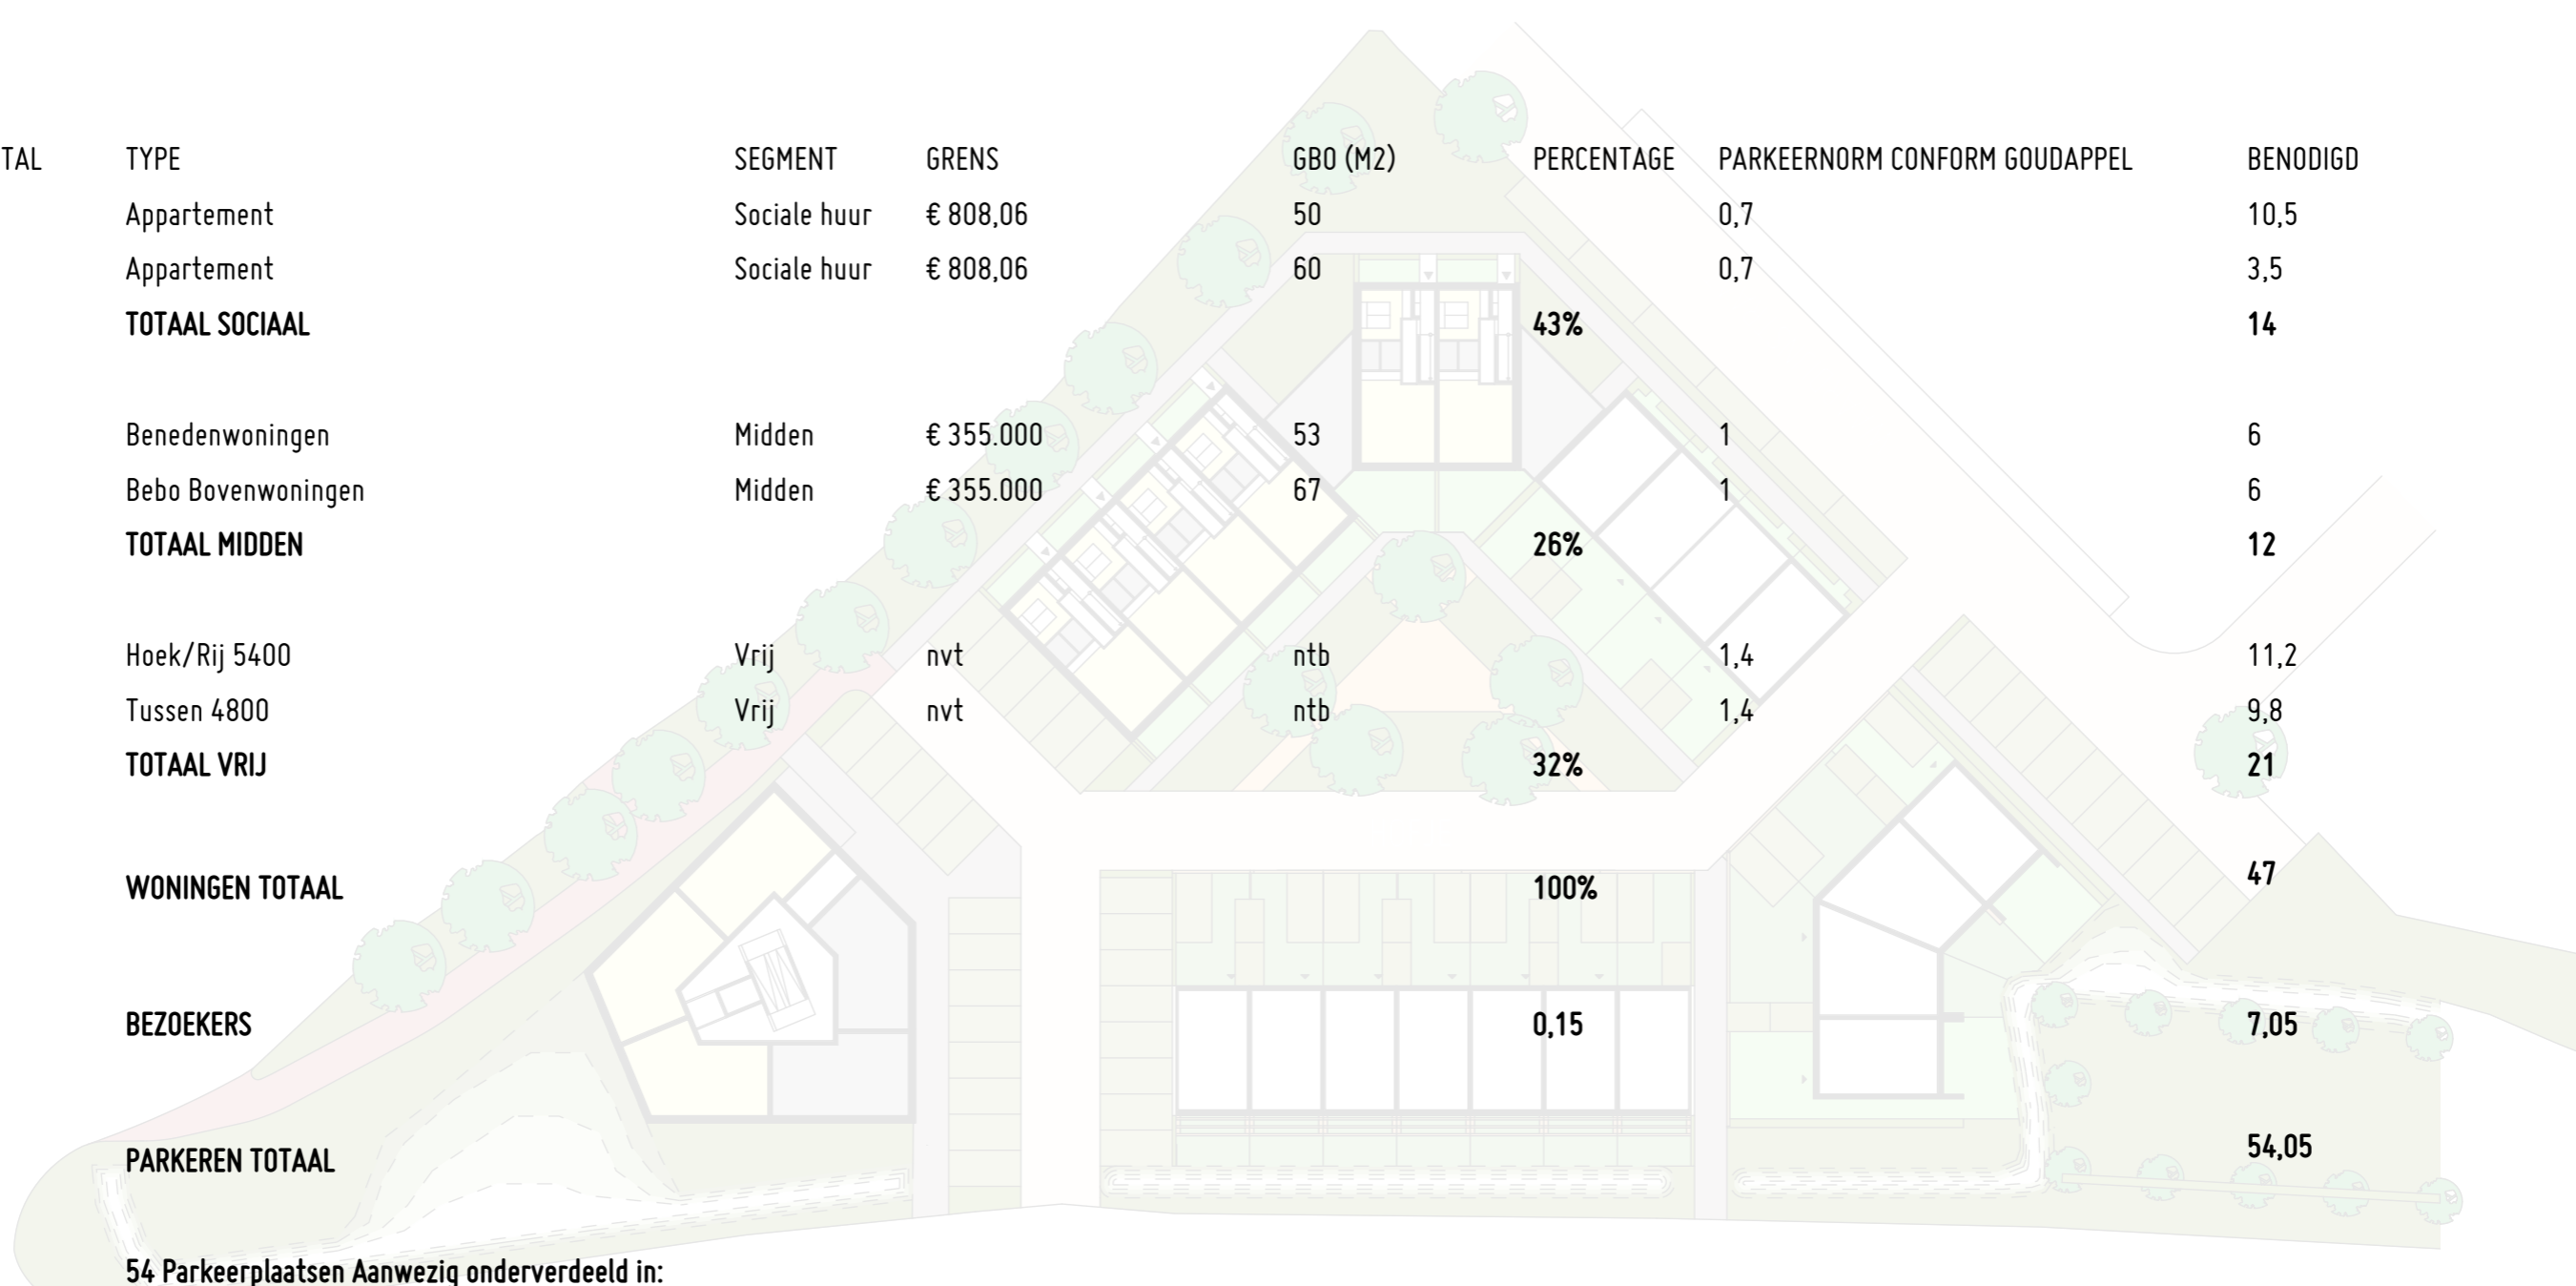 TAL TYPE SEGMENT GRENS GBO (M2) PERCENTAGE PARKEERNORM CONFORM GOUDAPPEL BENODIGD
Appartement Sociale huur € 808,06 50 0,7 10,5
Appartement Sociale huur € 808,06 60 0,7 3,5
TOTAAL SOCIAAL 43% 14
Benedenwoningen Midden € 355.000 53 1 6
Bebo Bovenwoningen Midden € 355.000 67 1 6
TOTAAL MIDDEN 26% 12
Hoek/Rij 5400 Vrij nvt ntb 1,4 11,2
Tussen 4800 Vrij nvt ntb 1,4 9,8
TOTAAL VRIJ 32% 21
WONINGEN TOTAAL 100% 47
BEZOEKERS 0,15 7,05
PARKEREN TOTAAL 54,05
54 Parkeerplaatsen Aanwezig onderverdeeld in: